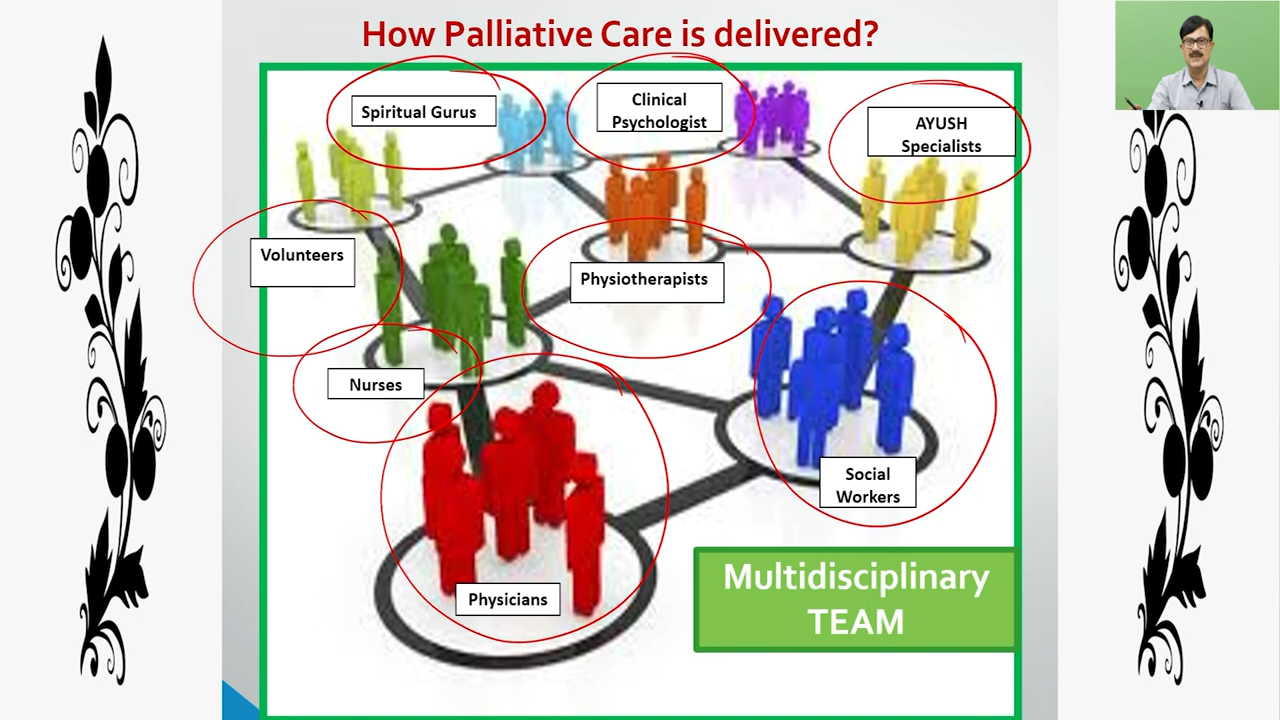 How Palliative Care is delivered?
Spiritual Gurus
Clinical
Psychologist
AYUSH
Specialists
Volunteers
Physiotherapists
Nurses
Social
Workers
Physicians
Multidisciplinary
TEAM